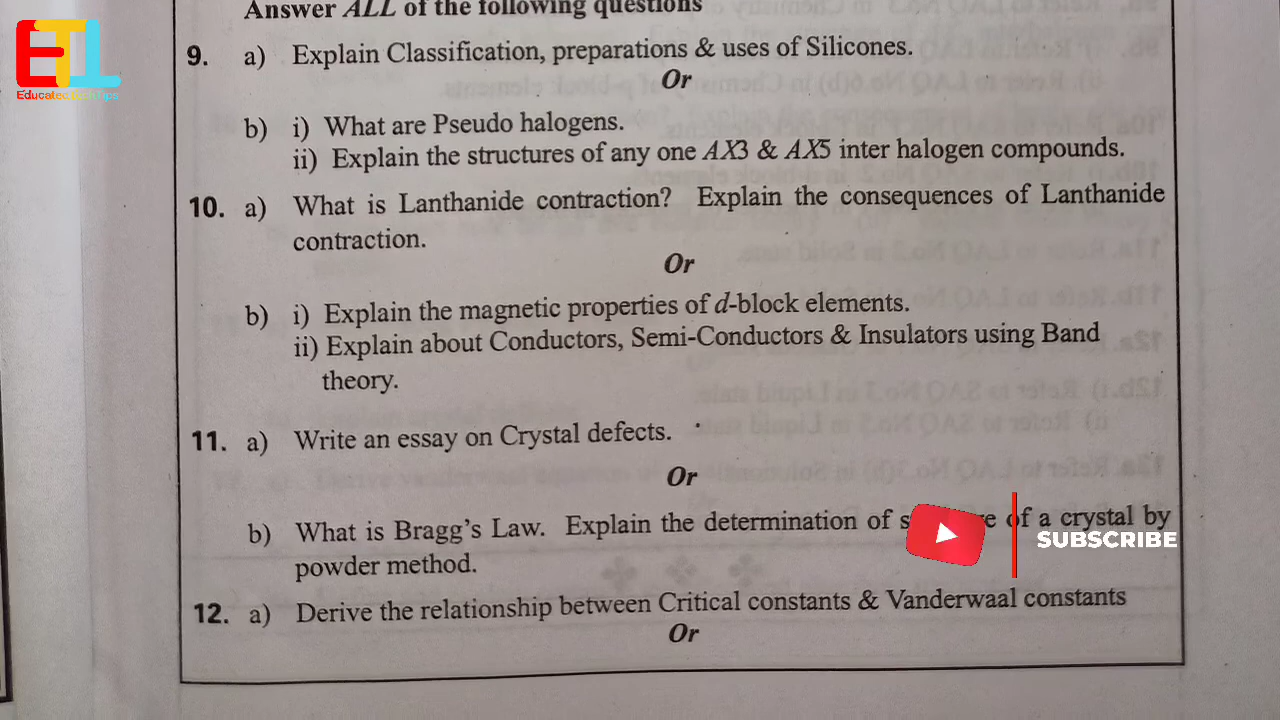 Answer ALL of the following questions
ETI
9. a) Explain Classification, preparations & uses of Silicones.
Or
b) i) What are Pseudo halogens.
ii) Explain the structures of any one AX3 & AX5 inter halogen compounds.
10. a) What is Lanthanide contraction? Explain the consequences of Lanthanide
contraction.
Or
b) i) Explain the magnetic properties of d-block elements.
ii) Explain about Conductors, Semi-Conductors & Insulators using Band
theory.
11. a) Write an essay on Crystal defects.
Or
b) What is Bragg's Law. Explain the determination of of a crystal by
SUBSCRIBE
powder method.
12. a) Derive the relationship between Critical constants & Vanderwaal constants
Or